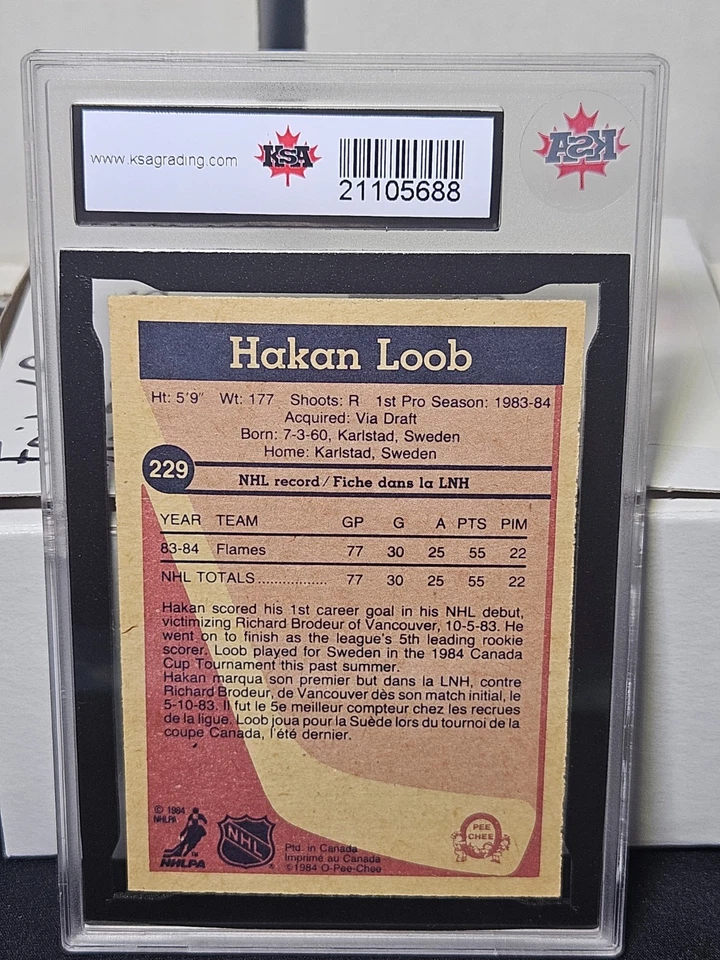 www.ksagrading.com
KSA
21105688
KSA
Hakan Loob
Ht: 5'9" Wt: 177 Shoots: R 1st Pro Season: 1983-84
Acquired: Via Draft
Born: 7-3-60, Karlstad, Sweden
Home: Karlstad, Sweden
229
NHL record/Fiche dans la LNH
YEAR TEAM GP G A PTS PIM
83-84 Flames 77 30 25 55 22
NHL TOTALS................. 77 30 25 55 22
Hakan scored his 1st career goal in his NHL debut,
victimizing Richard Brodeur of Vancouver, 10-5-83. He
went on to finish as the league's 5th leading rookie
scorer. Loob played for Sweden in the 1984 Canada
Cup Tournament this past summer.
Hakan marqua son premier but dans la LNH, contre
Richard Brodeur, de Vancouver dès son match initial, le
5-10-83. Il fut le 5e meilleur compteur chez les recrues
de la ligue. Loob joua pour la Suède lors du tournoi de la
coupe Canada, l'été dernier.
© 1984
NHLPA
NHLPA
NHL
Ptd. in Canada
Imprimé au Canada
©1984 O-Pee-Chee
O
PEE
CHEE